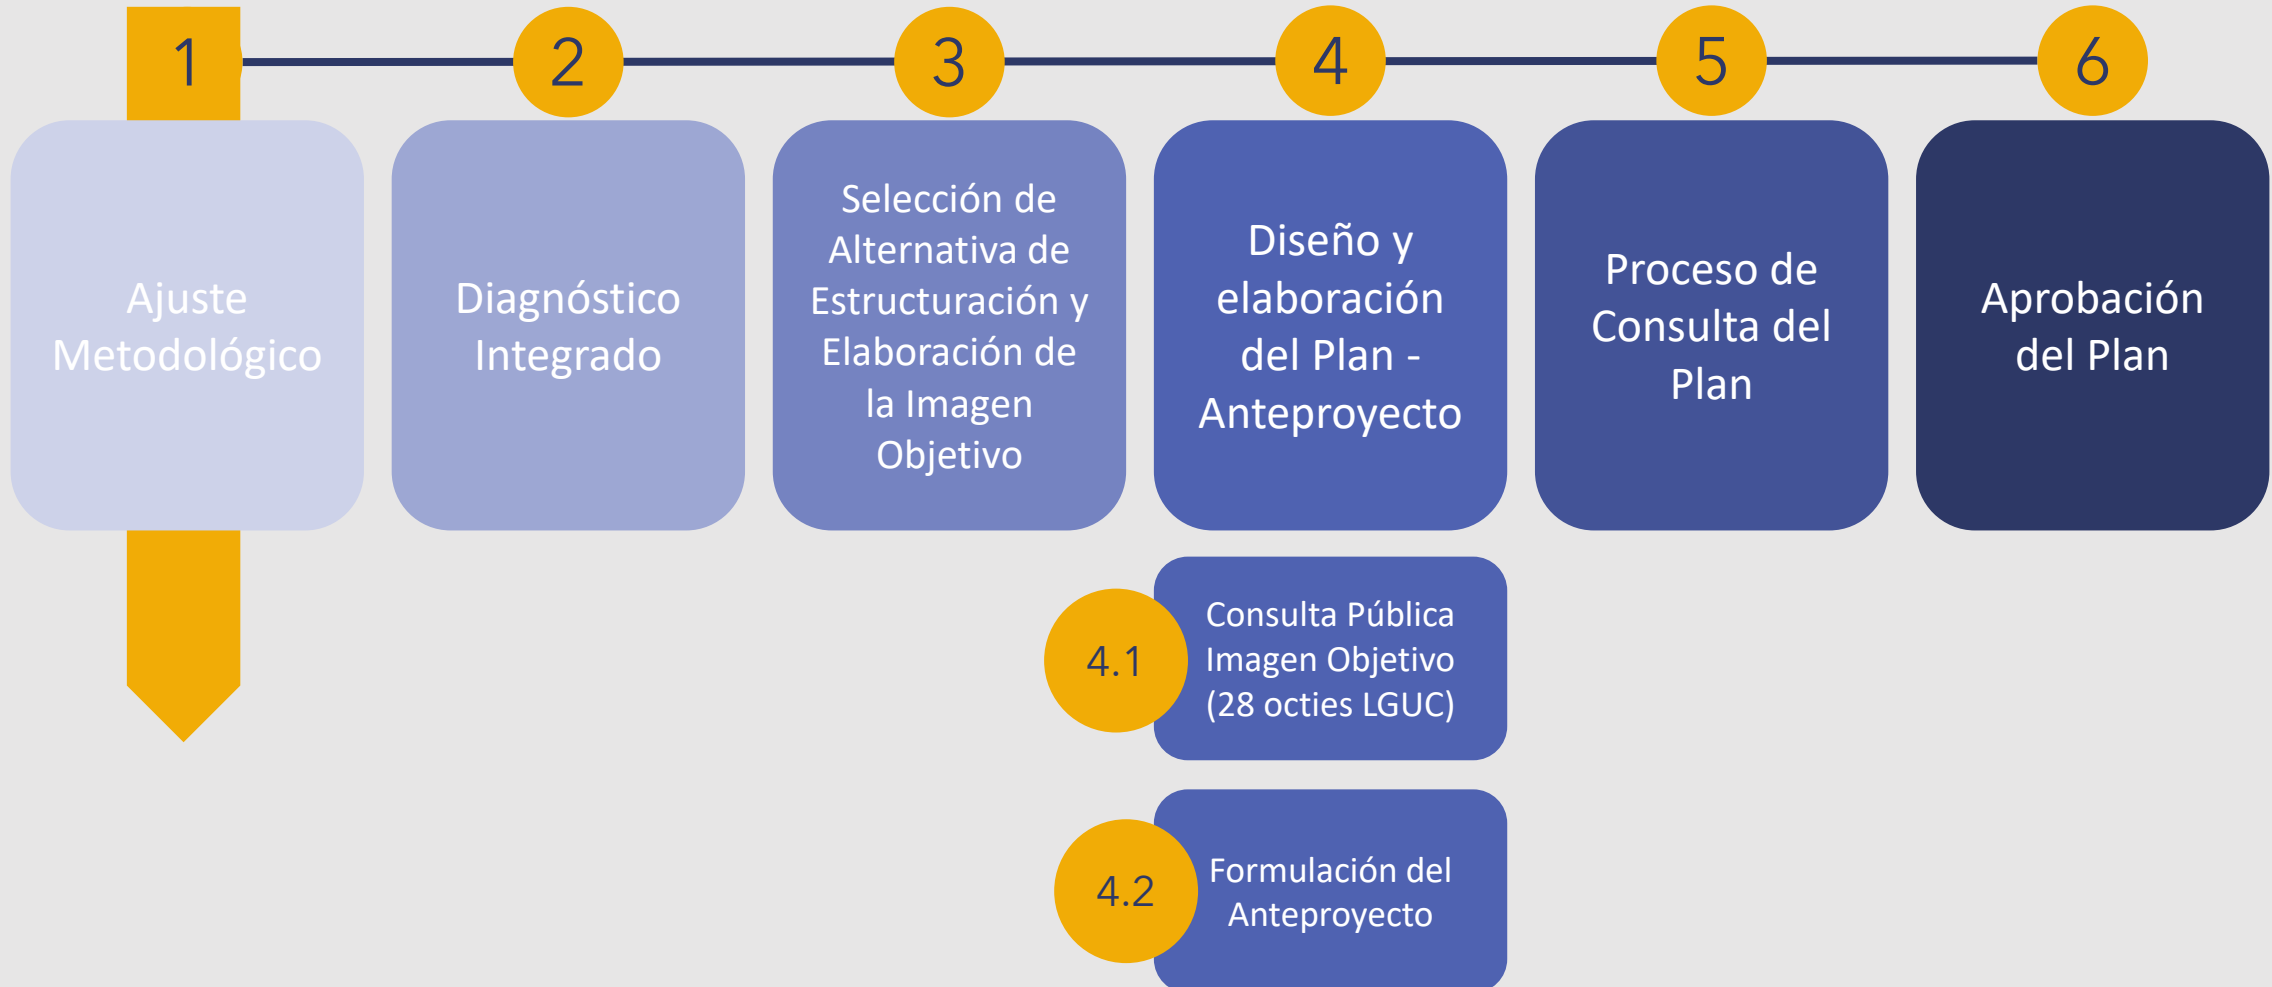 1
Ajuste
Metodológico
2
Diagnóstico
Integrado
3
Selección de
Alternativa de
Estructuración y
Elaboración de
la Imagen
Objetivo
4
Diseño y
elaboración
del Plan -
Anteproyecto
4.1
Consulta Pública
Imagen Objetivo
(28 octies LGUC)
4.2
Formulación del
Anteproyecto
5
Proceso de
Consulta del
Plan
6
Aprobación
del Plan